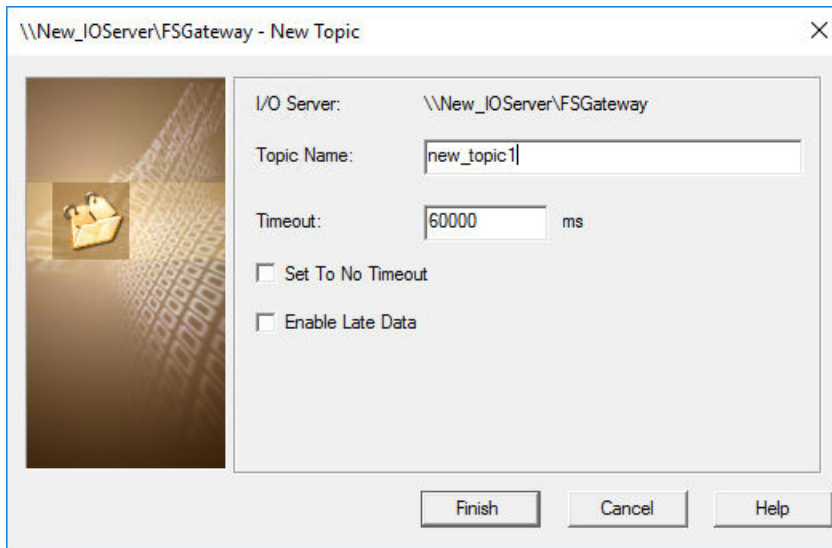 \\New_IOServer\FSGateway - New Topic
I/O Server: \\New_IOServer\FSGateway
Topic Name: new_topic1
Timeout: 60000 ms
Set To No Timeout
Enable Late Data
Finish Cancel Help